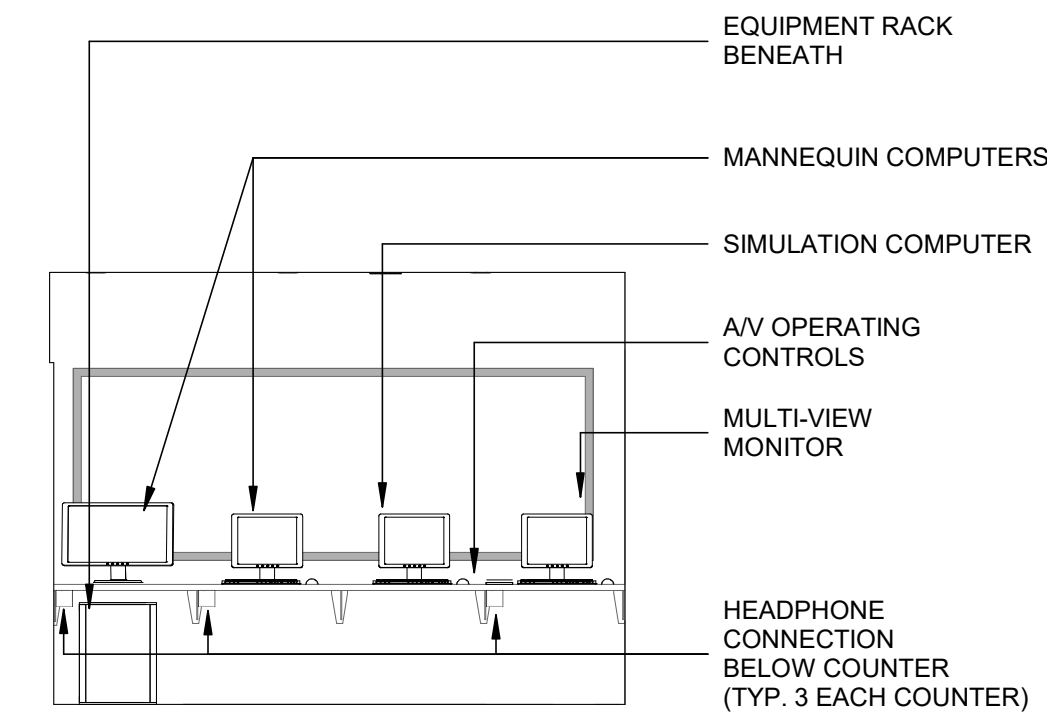 EQUIPMENT RACK
BENEATH
MANNEQUIN COMPUTERS
SIMULATION COMPUTER
A/V OPERATING
CONTROLS
MULTI-VIEW
MONITOR
HEADPHONE
CONNECTION
BELOW COUNTER
(TYP. 3 EACH COUNTER)